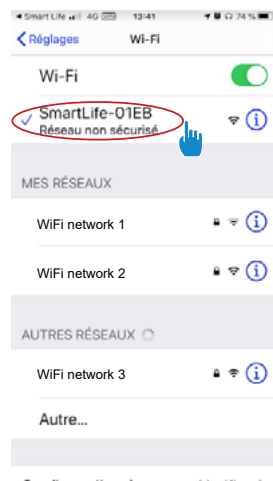 Smart Life 4G 13:41 74 %
Réglages Wi-Fi
Wi-Fi
SmartLife-01EB
Réseau non sécurisé
MES RÉSEAUX
WiFi network 1
WiFi network 2
AUTRES RÉSEAUX
WiFi network 3
Autre...